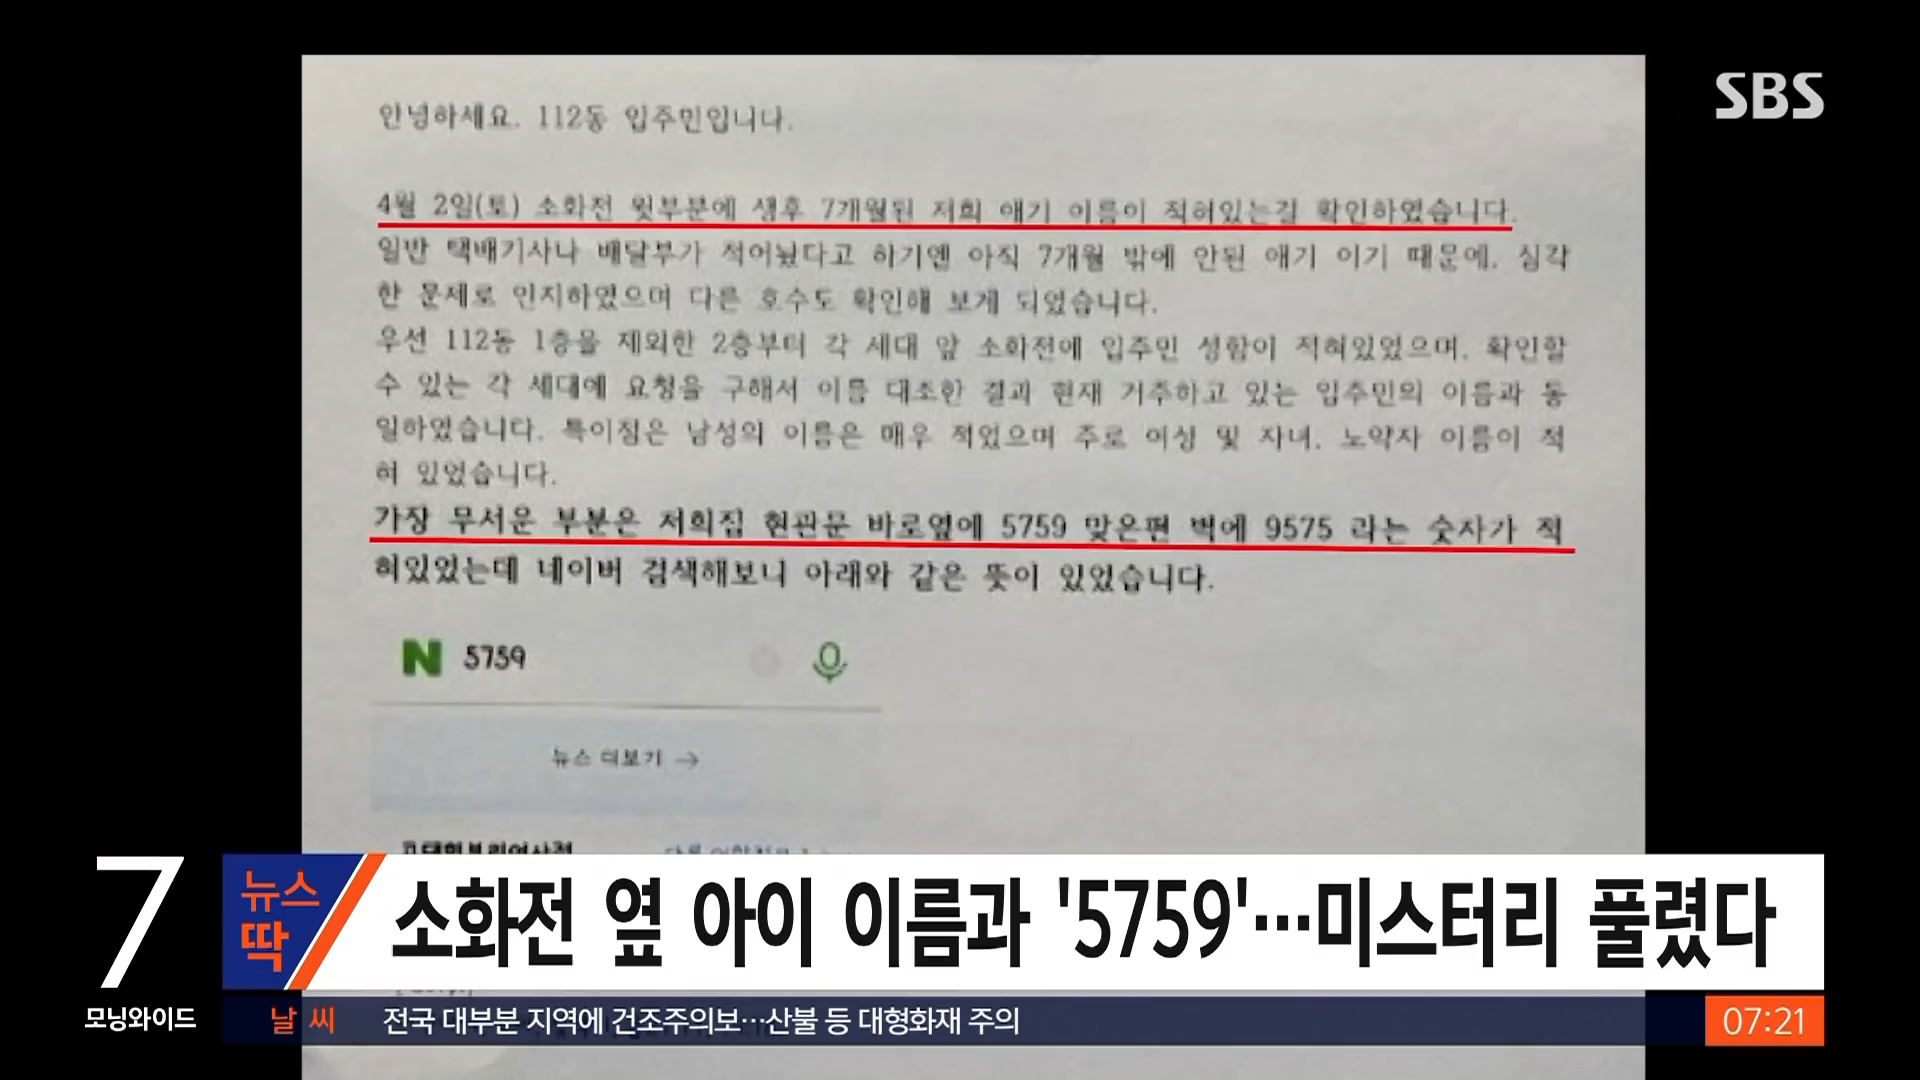 SBS
안녕하세요. 112동 입주민입니다.
4월 2일(토) 소화전 윗부분에 생후 7개월된 저희 애기 이름이 적혀있는걸 확인하였습니다.
일반 택배기사나 배달부가 적어놨다고 하기엔 아직 7개월 밖에 안된 애기 이기 때문에, 심각
한 문제로 인지하였으며 다른 호수도 확인해 보게 되었습니다.
우선 112동 1층을 제외한 2층부터 각 세대 앞 소화전에 입주민 성함이 적혀있었으며, 확인할
수 있는 각 세대에 요청을 구해서 이를 대조한 결과 현재 거주하고 있는 입주민의 이름과 동
일하였습니다. 특이점은 남성의 이름은 매우 적었으며 주로 여성 및 자녀, 노약자 이름이 적
혀 있었습니다.
가장 무서운 부분은 저희집 현관문 바로옆에 5759 맞은편 벽에 9575 라는 숫자가 적
혀있었는데 네이버 검색해보니 아래와 같은 뜻이 있었습니다.
N 5759
뉴스 더보기 →
7
모닝와이드
뉴스
딱
소화전 옆 아이 이름과 '5759'…미스터리 풀렸다
날씨 전국 대부분 지역에 건조주의보…산불 등 대형화재 주의
07:21